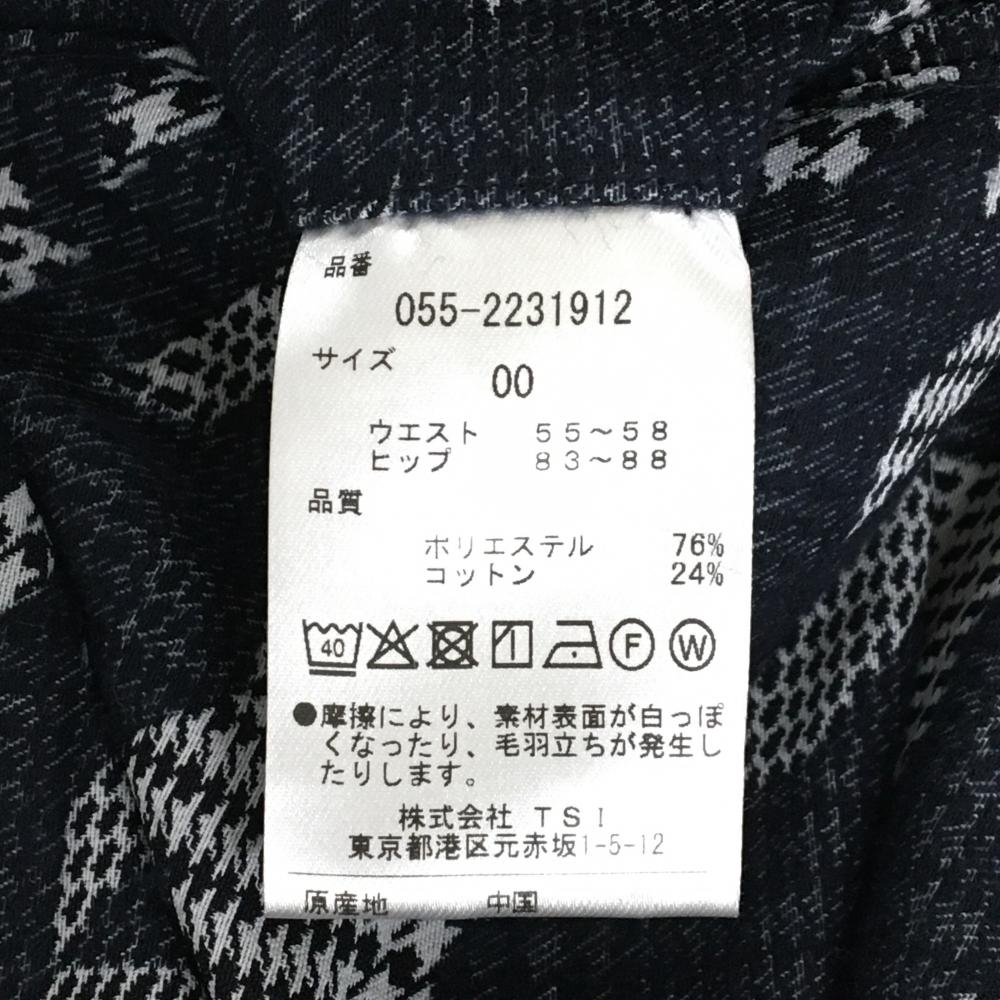 品番
055-2231912
サイズ
00
ウエスト 55〜58
ヒップ 83〜88
品質
ポリエステル 76%
コットン 24%
40 F W
●摩擦により、素材表面が白っぽ
くなったり、毛羽立ちが発生し
たりします。
株式会社 TSI
東京都港区元赤坂1-5-12
原産地 中国